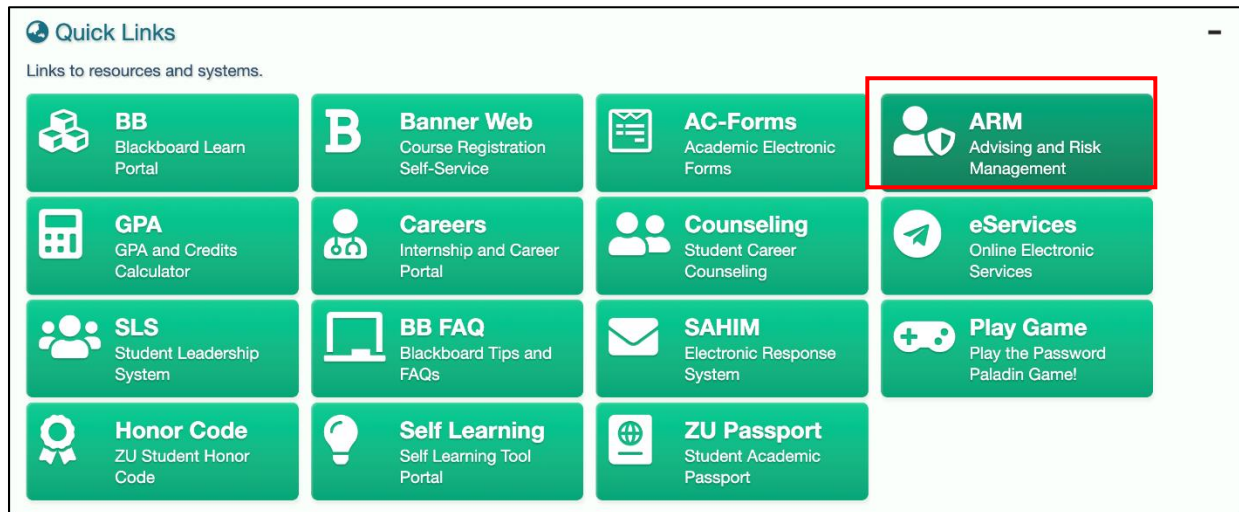 Quick Links
Links to resources and systems.
BB
Blackboard Learn
Portal
Banner Web
Course Registration
Self-Service
AC-Forms
Academic Electronic
Forms
ARM
Advising and Risk
Management
GPA
GPA and Credits
Calculator
Careers
Internship and Career
Portal
Counseling
Student Career
Counseling
eServices
Online Electronic
Services
SLS
Student Leadership
System
BB FAQ
Blackboard Tips and
FAQs
SAHIM
Electronic Response
System
Play Game
Play the Password
Paladin Game!
Honor Code
ZU Student Honor
Code
Self Learning
Self Learning Tool
Portal
ZU Passport
Student Academic
Passport